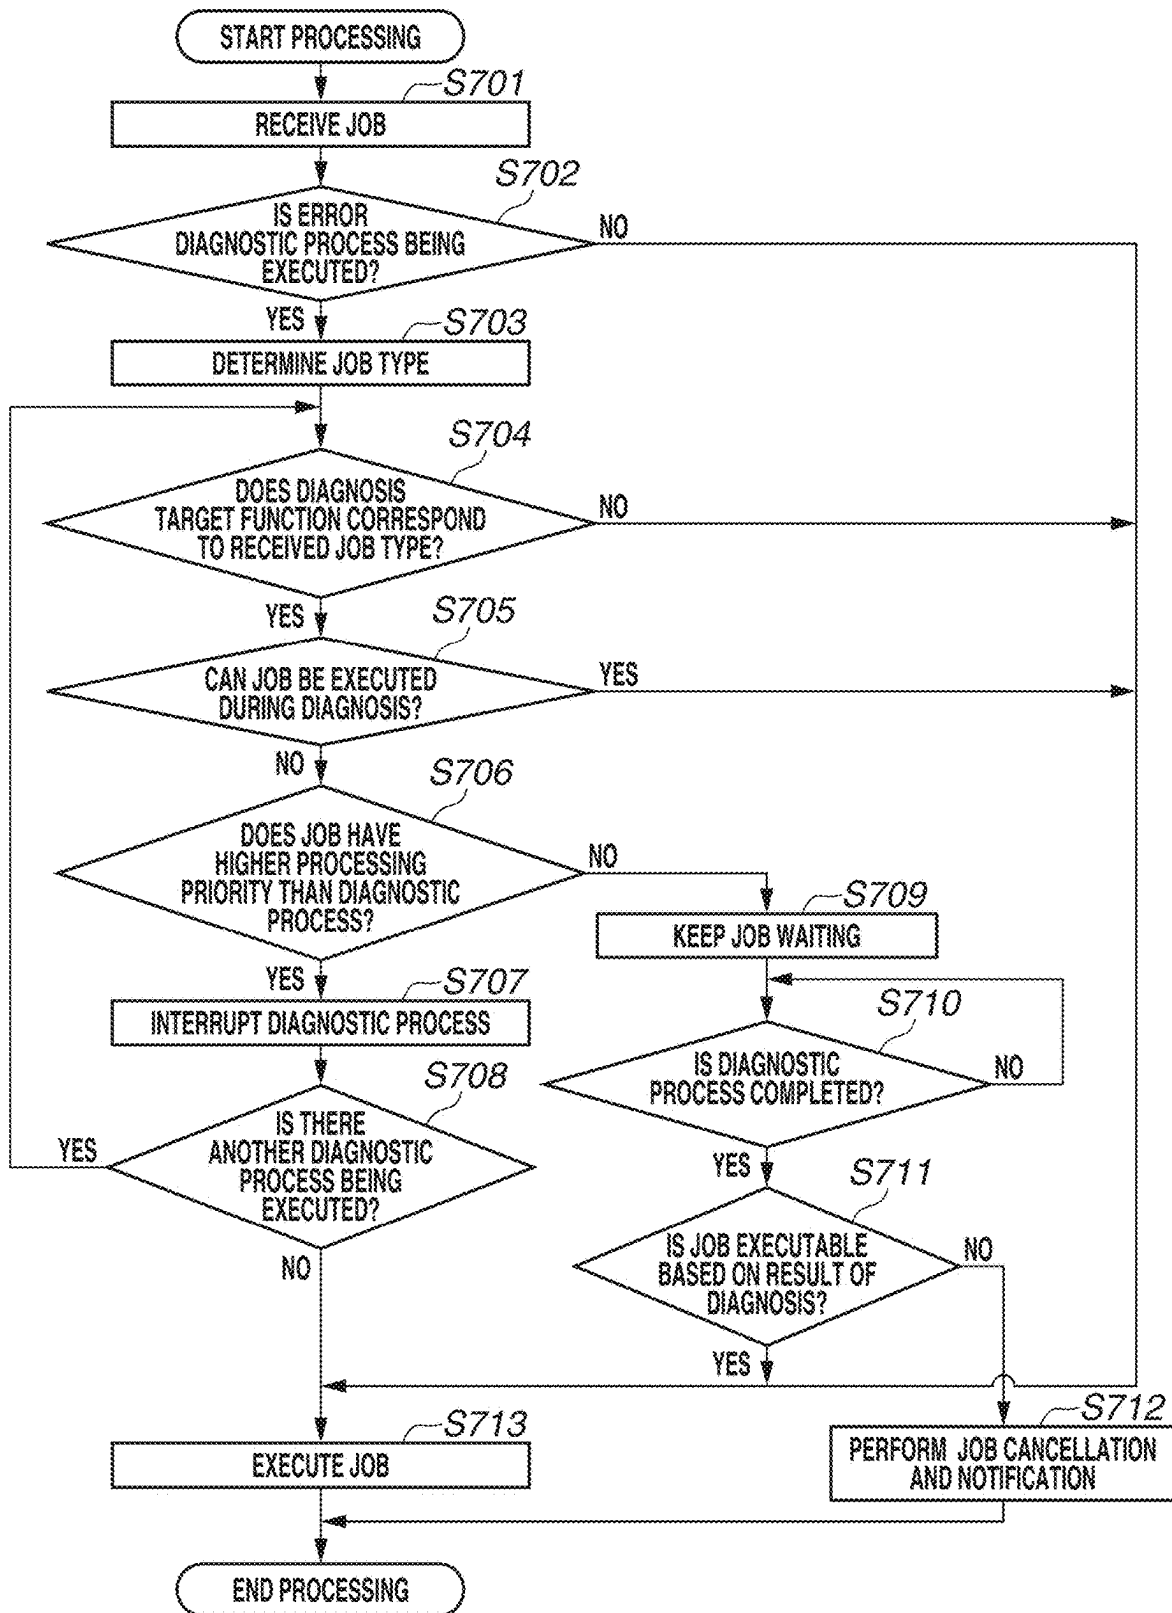 START PROCESSING
S701
RECEIVE JOB
S702
IS ERROR
DIAGNOSTIC PROCESS BEING
EXECUTED?
NO
YES
S703
DETERMINE JOB TYPE
S704
DOES DIAGNOSIS
TARGET FUNCTION CORRESPOND
TO RECEIVED JOB TYPE?
NO
YES
S705
CAN JOB BE EXECUTED
DURING DIAGNOSIS?
YES
NO
S706
DOES JOB HAVE
HIGHER PROCESSING
PRIORITY THAN DIAGNOSTIC
PROCESS?
NO
YES
S709
KEEP JOB WAITING
S707
INTERRUPT DIAGNOSTIC PROCESS
S710
IS DIAGNOSTIC
PROCESS COMPLETED?
NO
YES
S708
IS THERE
ANOTHER DIAGNOSTIC
PROCESS BEING
EXECUTED?
YES
NO
S711
IS JOB EXECUTABLE
BASED ON RESULT OF
DIAGNOSIS?
NO
YES
S713
EXECUTE JOB
S712
PERFORM JOB CANCELLATION
AND NOTIFICATION
END PROCESSING